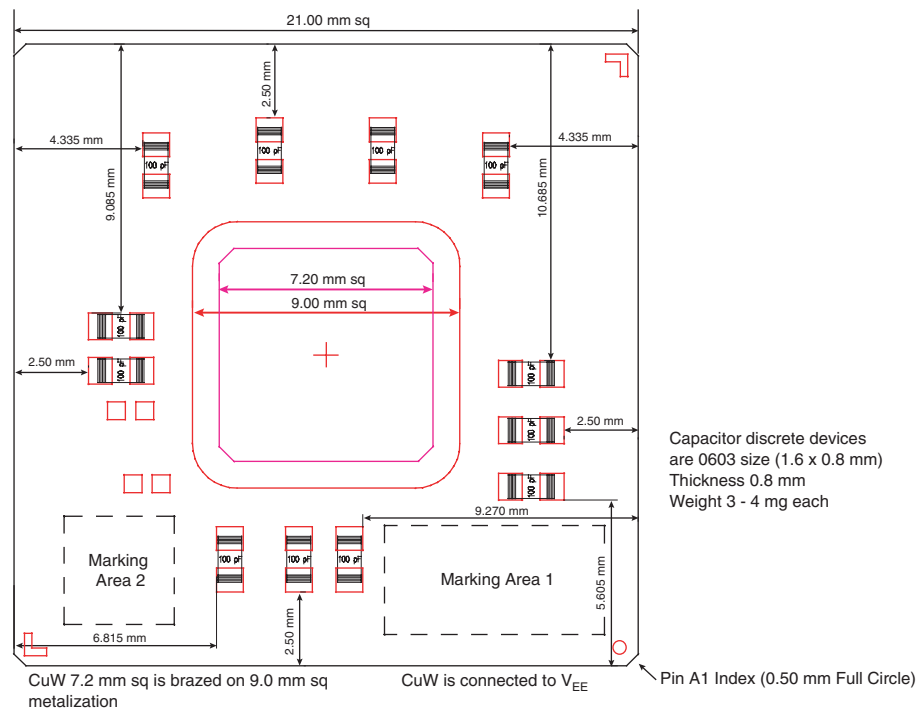 21.00 mm sq
2.50 mm
4.335 mm
4.335 mm
9.085 mm
10.685 mm
100 pF
100 pF
100 pF
100 pF
7.20 mm sq
9.00 mm sq
100 pF
100 pF
2.50 mm
100 pF
100 pF
100 pF
2.50 mm
Capacitor discrete devices
are 0603 size (1.6 x 0.8 mm)
Thickness 0.8 mm
Weight 3 - 4 mg each
9.270 mm
Marking
Area 2
100 pF
100 pF
100 pF
Marking Area 1
5.605 mm
6.815 mm
2.50 mm
CuW 7.2 mm sq is brazed on 9.0 mm sq
metalization
CuW is connected to VEE
Pin A1 Index (0.50 mm Full Circle)